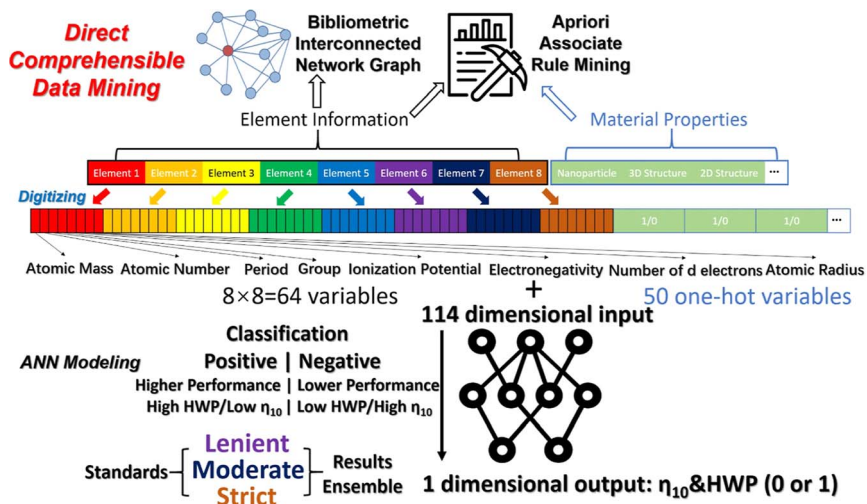 Direct
Comprehensible
Data Mining
Bibliometric
Interconnected
Network Graph
Apriori
Associate
Rule Mining
Element Information
Material Properties
Element 1 Element 2 Element 3 Element 4 Element 5 Element 6 Element 7 Element 8 Nanoparticle 3D Structure 2D Structure ...
Digitizing
1/0 1/0 1/0 ...
Atomic Mass Atomic Number Period Group Ionization Potential Electronegativity Number of d electrons Atomic Radius
8×8=64 variables + 50 one-hot variables
114 dimensional input
ANN Modeling
Classification
Positive | Negative
Higher Performance | Lower Performance
High HWP/Low η₁₀ | Low HWP/High η₁₀
Standards
Lenient
Moderate
Strict
Results
Ensemble
1 dimensional output: η₁₀&HWP (0 or 1)